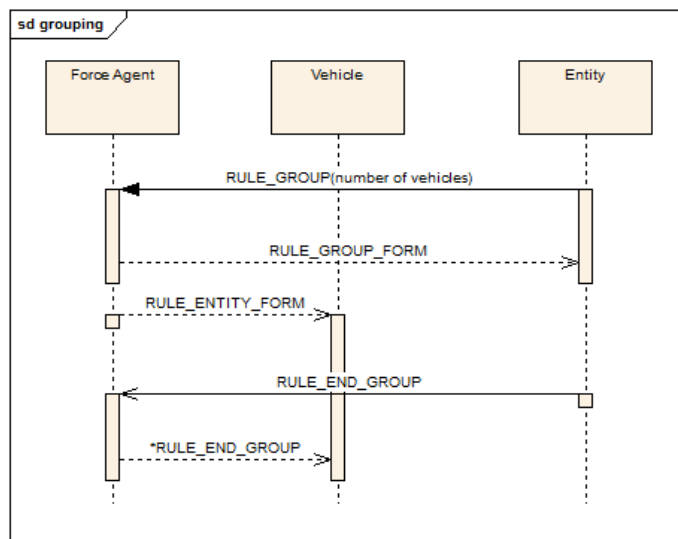 sd grouping
Force Agent
Vehicle
Entity
RULE_GROUP(number of vehicles)
RULE_GROUP_FORM
RULE_ENTITY_FORM
RULE_END_GROUP
*RULE_END_GROUP